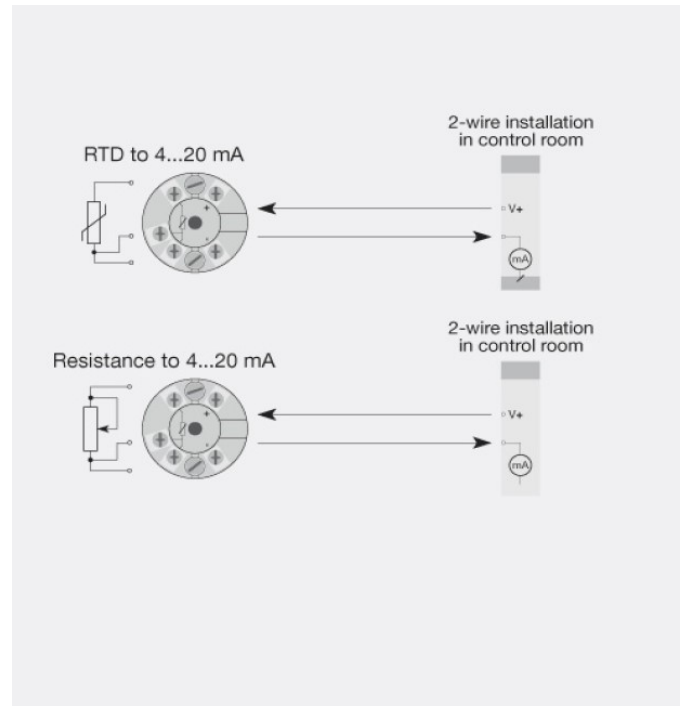 2-wire installation
in control room
RTD to 4...20 mA
+
-
V+
mA
2-wire installation
in control room
Resistance to 4...20 mA
+
-
V+
mA